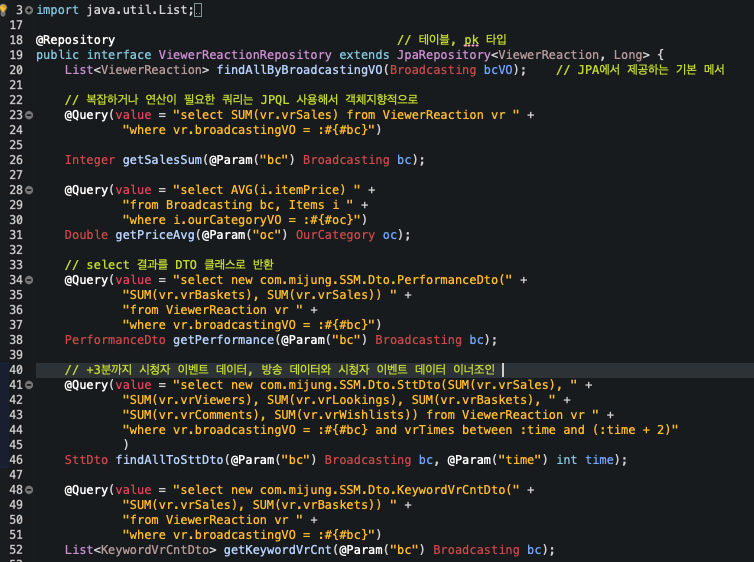 3 import java.util.List;
17
18 @Repository // 테이블, pk 타입
19 public interface ViewerReactionRepository extends JpaRepository<ViewerReaction, Long> {
20 List<ViewerReaction> findAllByBroadcastingVO(Broadcasting bcVO); // JPA에서 제공하는 기본 메서
21
22 // 복잡하거나 연산이 필요한 쿼리는 JPQL 사용해서 객체지향적으로
23 @Query(value = "select SUM(vr.vrSales) from ViewerReaction vr " +
24 "where vr.broadcastingVO = :#{#bc}")
25
26 Integer getSalesSum(@Param("bc") Broadcasting bc);
27
28 @Query(value = "select AVG(i.itemPrice) " +
29 "from Broadcasting bc, Items i " +
30 "where i.ourCategoryVO = :#{#oc}")
31 Double getPriceAvg(@Param("oc") OurCategory oc);
32
33 // select 결과를 DTO 클래스로 반환
34 @Query(value = "select new com.mijung.SSM.Dto.PerformanceDto(" +
35 "SUM(vr.vrBaskets), SUM(vr.vrSales)) " +
36 "from ViewerReaction vr " +
37 "where vr.broadcastingVO = :#{#bc}")
38 PerformanceDto getPerformance(@Param("bc") Broadcasting bc);
39
40 // +3분까지 시청자 이벤트 데이터, 방송 데이터와 시청자 이벤트 데이터 이너조인
41 @Query(value = "select new com.mijung.SSM.Dto.SttDto(SUM(vr.vrSales), " +
42 "SUM(vr.vrViewers), SUM(vr.vrLookings), SUM(vr.vrBaskets), " +
43 "SUM(vr.vrComments), SUM(vr.vrWishlists)) from ViewerReaction vr " +
44 "where vr.broadcastingVO = :#{#bc} and vrTimes between :time and (:time + 2)"
45 )
46 SttDto findAllToSttDto(@Param("bc") Broadcasting bc, @Param("time") int time);
47
48 @Query(value = "select new com.mijung.SSM.Dto.KeywordVrCntDto(" +
49 "SUM(vr.vrSales), SUM(vr.vrBaskets)) " +
50 "from ViewerReaction vr " +
51 "where vr.broadcastingVO = :#{#bc}")
52 List<KeywordVrCntDto> getKeywordVrCnt(@Param("bc") Broadcasting bc);